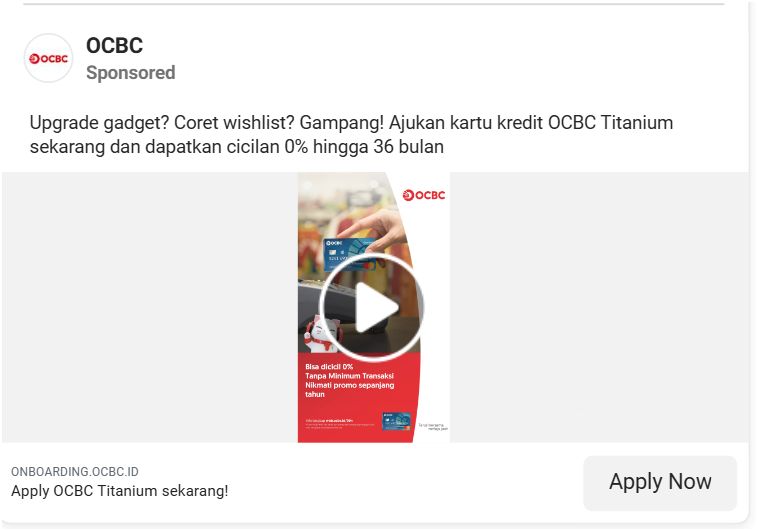 OCBC
OCBC
Sponsored
Upgrade gadget? Coret wishlist? Gampang! Ajukan kartu kredit OCBC Titanium
sekarang dan dapatkan cicilan 0% hingga 36 bulan
OCBC
OCBC
Bisa dicicil 0%
Tanpa Minimum Transaksi
Nikmati promo sepanjang
tahun
ONBOARDING.OCBC.ID
Apply OCBC Titanium sekarang!
Apply Now